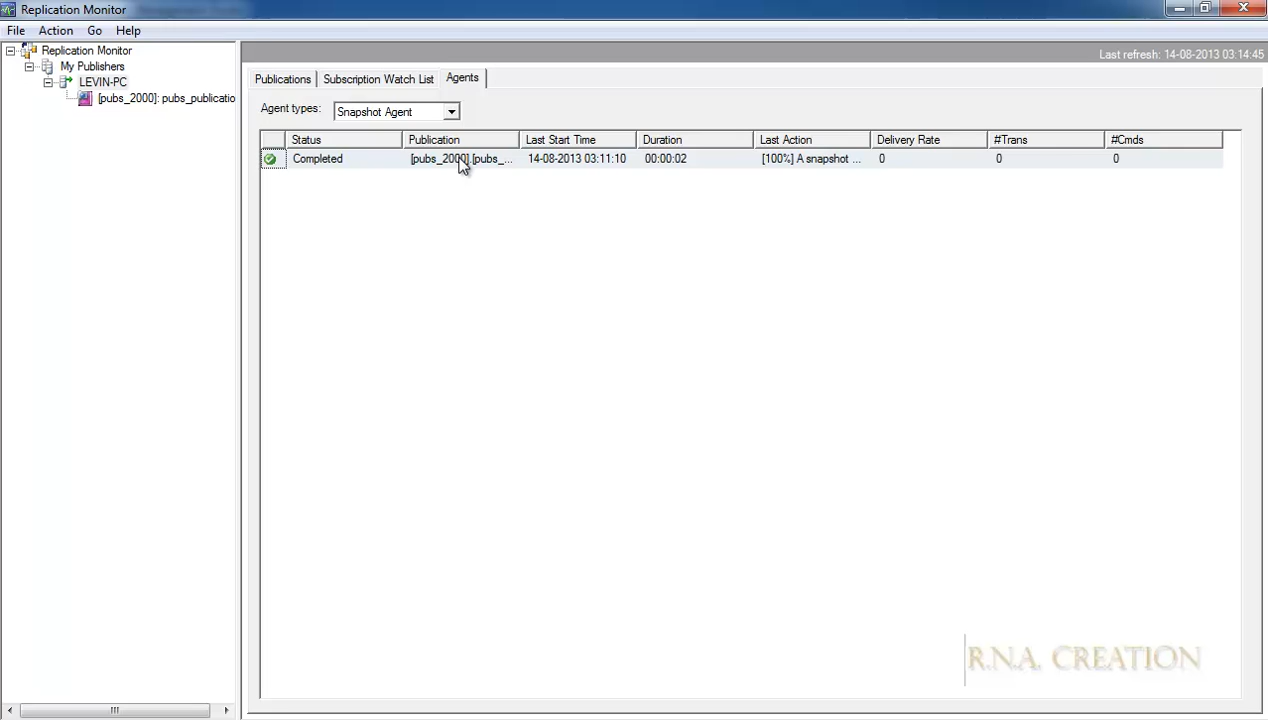 Replication Monitor
File Action Go Help
Last refresh: 14-08-2013 03:14:45
Replication Monitor
My Publishers
LEVIN-PC
[pubs_2000]: pubs_publicatio
Publications Subscription Watch List Agents
Agent types: Snapshot Agent
Status Publication Last Start Time Duration Last Action Delivery Rate #Trans #Cmds
Completed [pubs_2000].[pubs_... 14-08-2013 03:11:10 00:00:02 [100%] A snapshot ... 0 0 0
R.N.A. CREATION